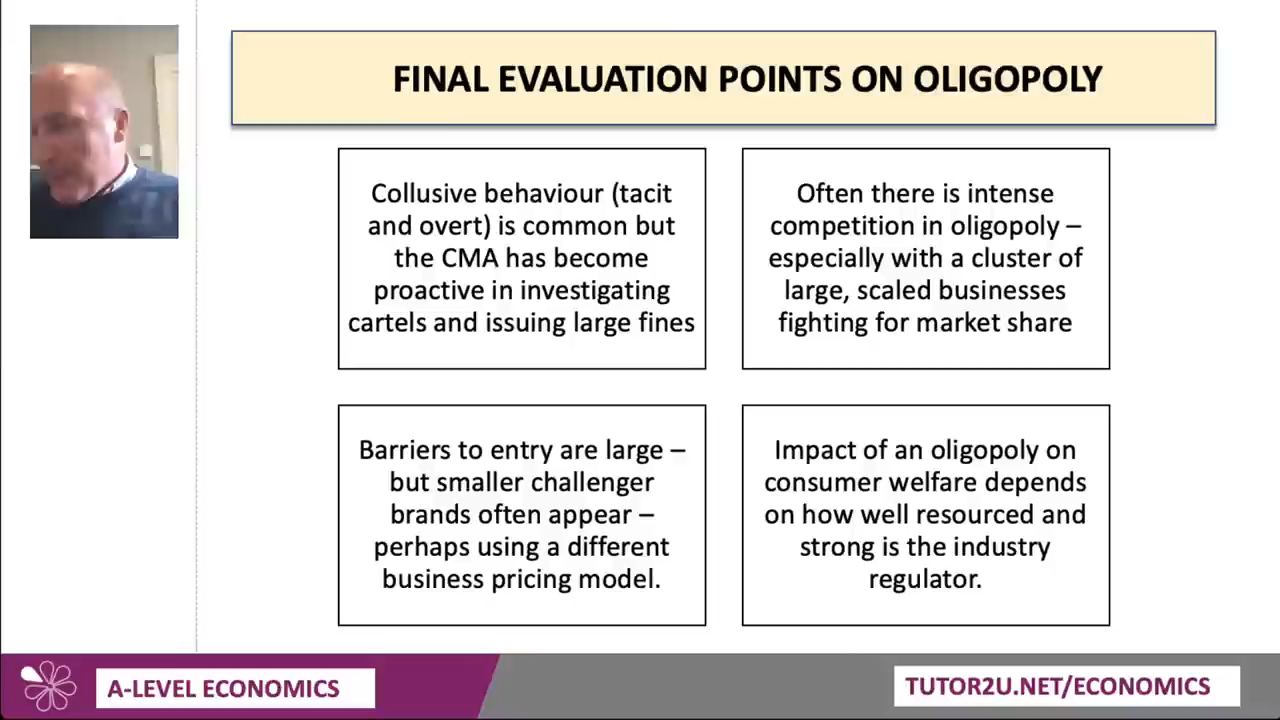 FINAL EVALUATION POINTS ON OLIGOPOLY
Collusive behaviour (tacit
and overt) is common but
the CMA has become
proactive in investigating
cartels and issuing large fines
Often there is intense
competition in oligopoly –
especially with a cluster of
large, scaled businesses
fighting for market share
Barriers to entry are large –
but smaller challenger
brands often appear –
perhaps using a different
business pricing model.
Impact of an oligopoly on
consumer welfare depends
on how well resourced and
strong is the industry
regulator.
A-LEVEL ECONOMICS
TUTOR2U.NET/ECONOMICS